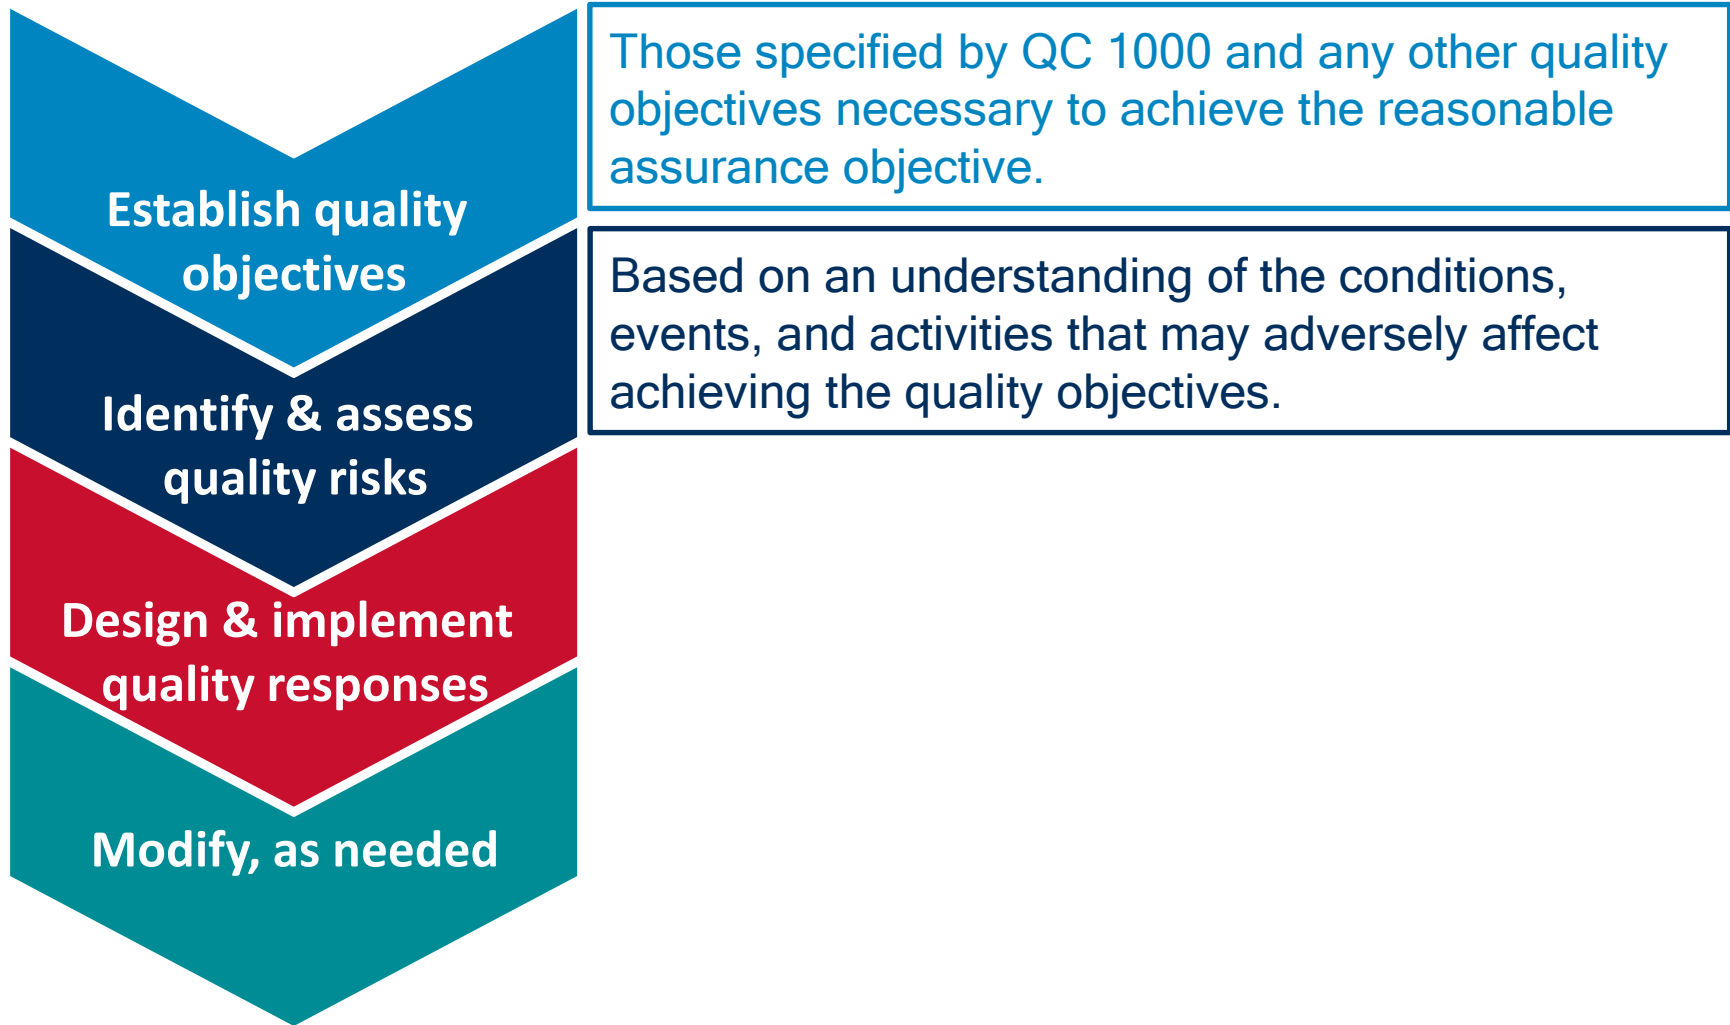 Establish quality
objectives
Those specified by QC 1000 and any other quality
objectives necessary to achieve the reasonable
assurance objective.
Identify & assess
quality risks
Based on an understanding of the conditions,
events, and activities that may adversely affect
achieving the quality objectives.
Design & implement
quality responses
Modify, as needed